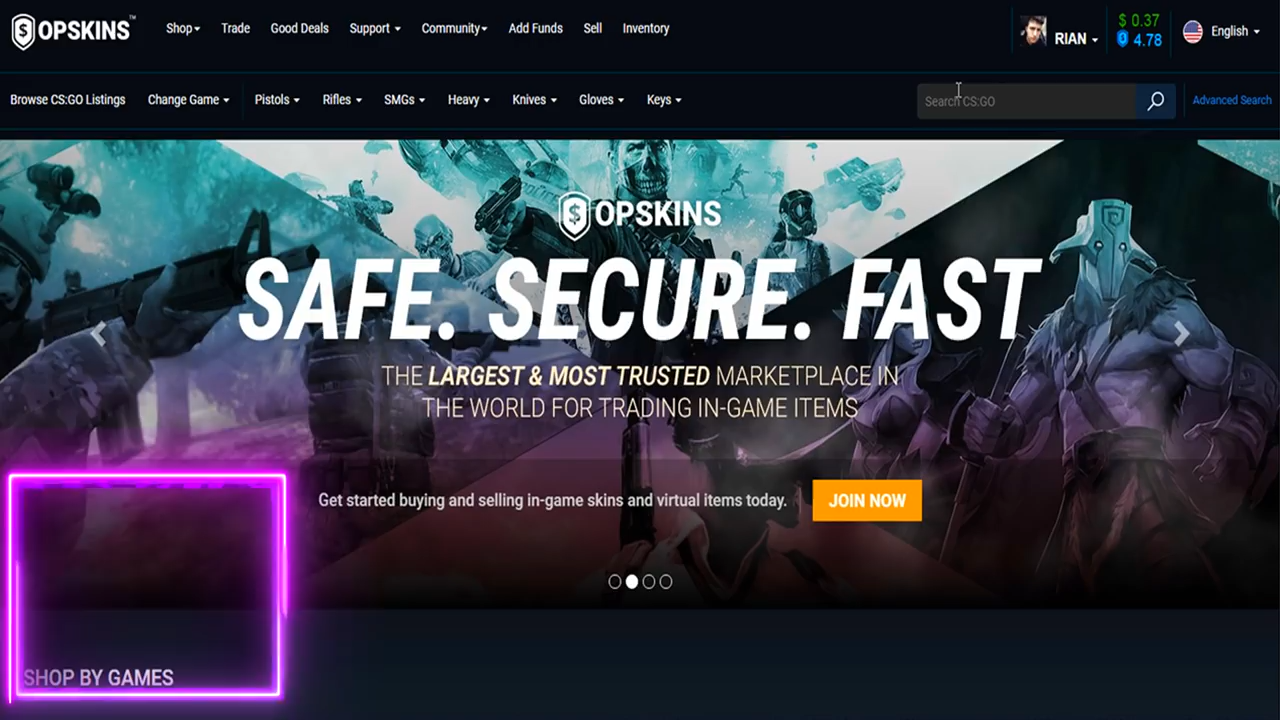 OPSKINS™ Shop Trade Good Deals Support Community Add Funds Sell Inventory RIAN $ 0.37 English
4.78
Browse CS:GO Listings Change Game Pistols Rifles SMGs Heavy Knives Gloves Keys Search CS:GO Advanced Search
OPSKINS
SAFE. SECURE. FAST
THE LARGEST & MOST TRUSTED MARKETPLACE IN
THE WORLD FOR TRADING IN-GAME ITEMS
Get started buying and selling in-game skins and virtual items today. JOIN NOW
SHOP BY GAMES